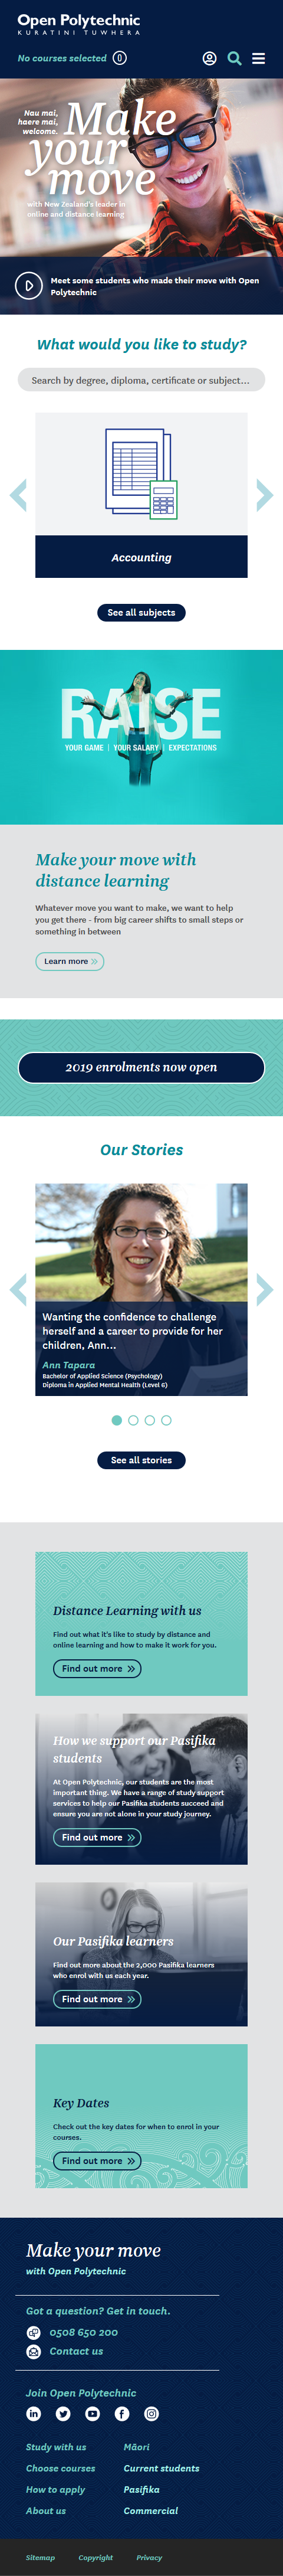 Open Polytechnic
KURATINI TUWHERA
No courses selected 0
Nau mai,
haere mai,
welcome.
Make
your
move
with New Zealand's leader in
online and distance learning
Meet some students who made their move with Open
Polytechnic
What would you like to study?
Search by degree, diploma, certificate or subject...
Accounting
See all subjects
RAISE
YOUR GAME | YOUR SALARY | EXPECTATIONS
Make your move with
distance learning
Whatever move you want to make, we want to help
you get there - from big career shifts to small steps or
something in between
Learn more
2019 enrolments now open
Our Stories
Wanting the confidence to challenge
herself and a career to provide for her
children, Ann...
Ann Tapara
Bachelor of Applied Science (Psychology)
Diploma in Applied Mental Health (Level 6)
See all stories
Distance Learning with us
Find out what it's like to study by distance and
online learning and how to make it work for you.
Find out more
How we support our Pasifika
students
At Open Polytechnic, our students are the most
important thing. We have a range of study support
services to help our Pasifika students succeed and
ensure you are not alone in your study journey.
Find out more
Our Pasifika learners
Find out more about the 2,000 Pasifika learners
who enrol with us each year.
Find out more
Key Dates
Check out the key dates for when to enrol in your
courses.
Find out more
Make your move
with Open Polytechnic
Got a question? Get in touch.
0508 650 200
Contact us
Join Open Polytechnic
Study with us
Māori
Choose courses
Current students
How to apply
Pasifika
About us
Commercial
Sitemap
Copyright
Privacy